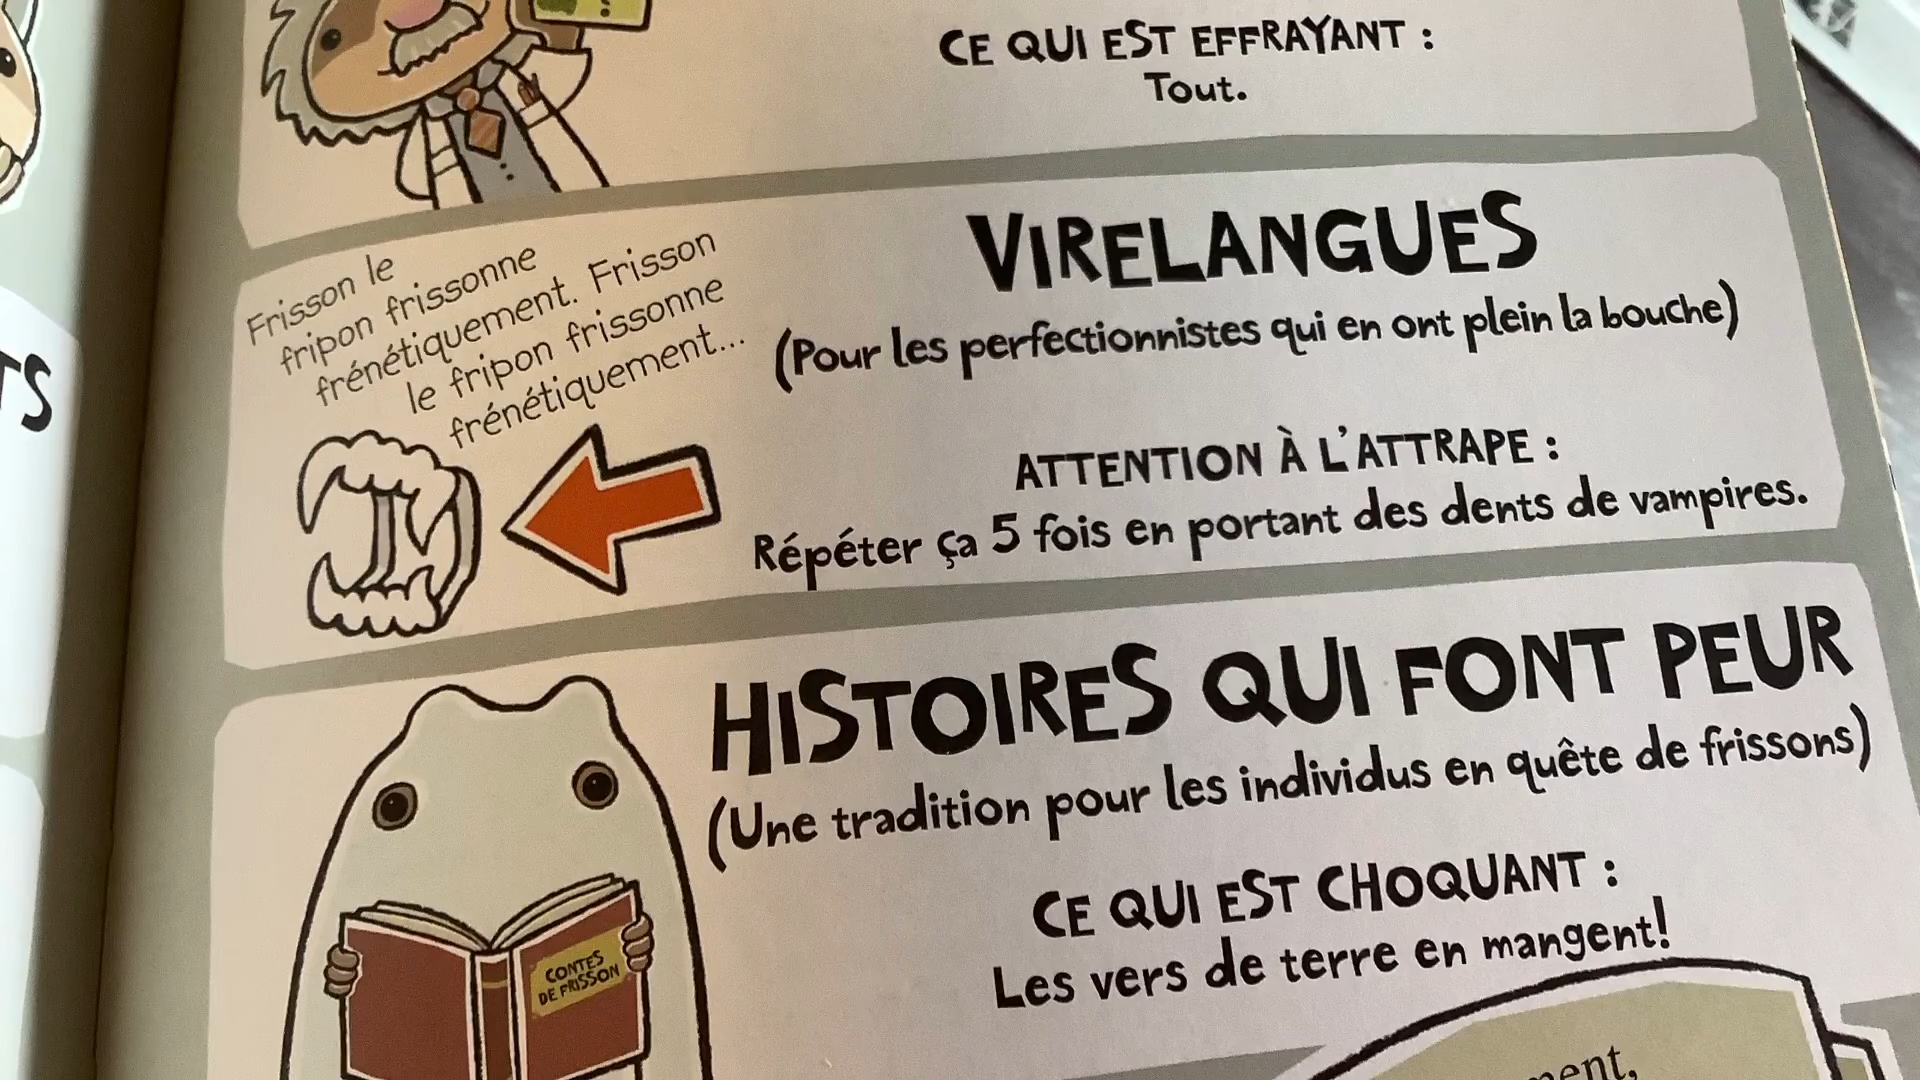 CE QUI EST EFFRAYANT :
Tout.
VIRELANGUES
(Pour les perfectionnistes qui en ont plein la bouche)
Frisson le
fripon frissonne
frénétiquement. Frisson
le fripon frissonne
frénétiquement...
ATTENTION À L'ATTRAPE :
Répéter ça 5 fois en portant des dents de vampires.
HISTOIRES QUI FONT PEUR
(Une tradition pour les individus en quête de frissons)
CE QUI EST CHOQUANT :
Les vers de terre en mangent!
CONTES
DE FRISSON